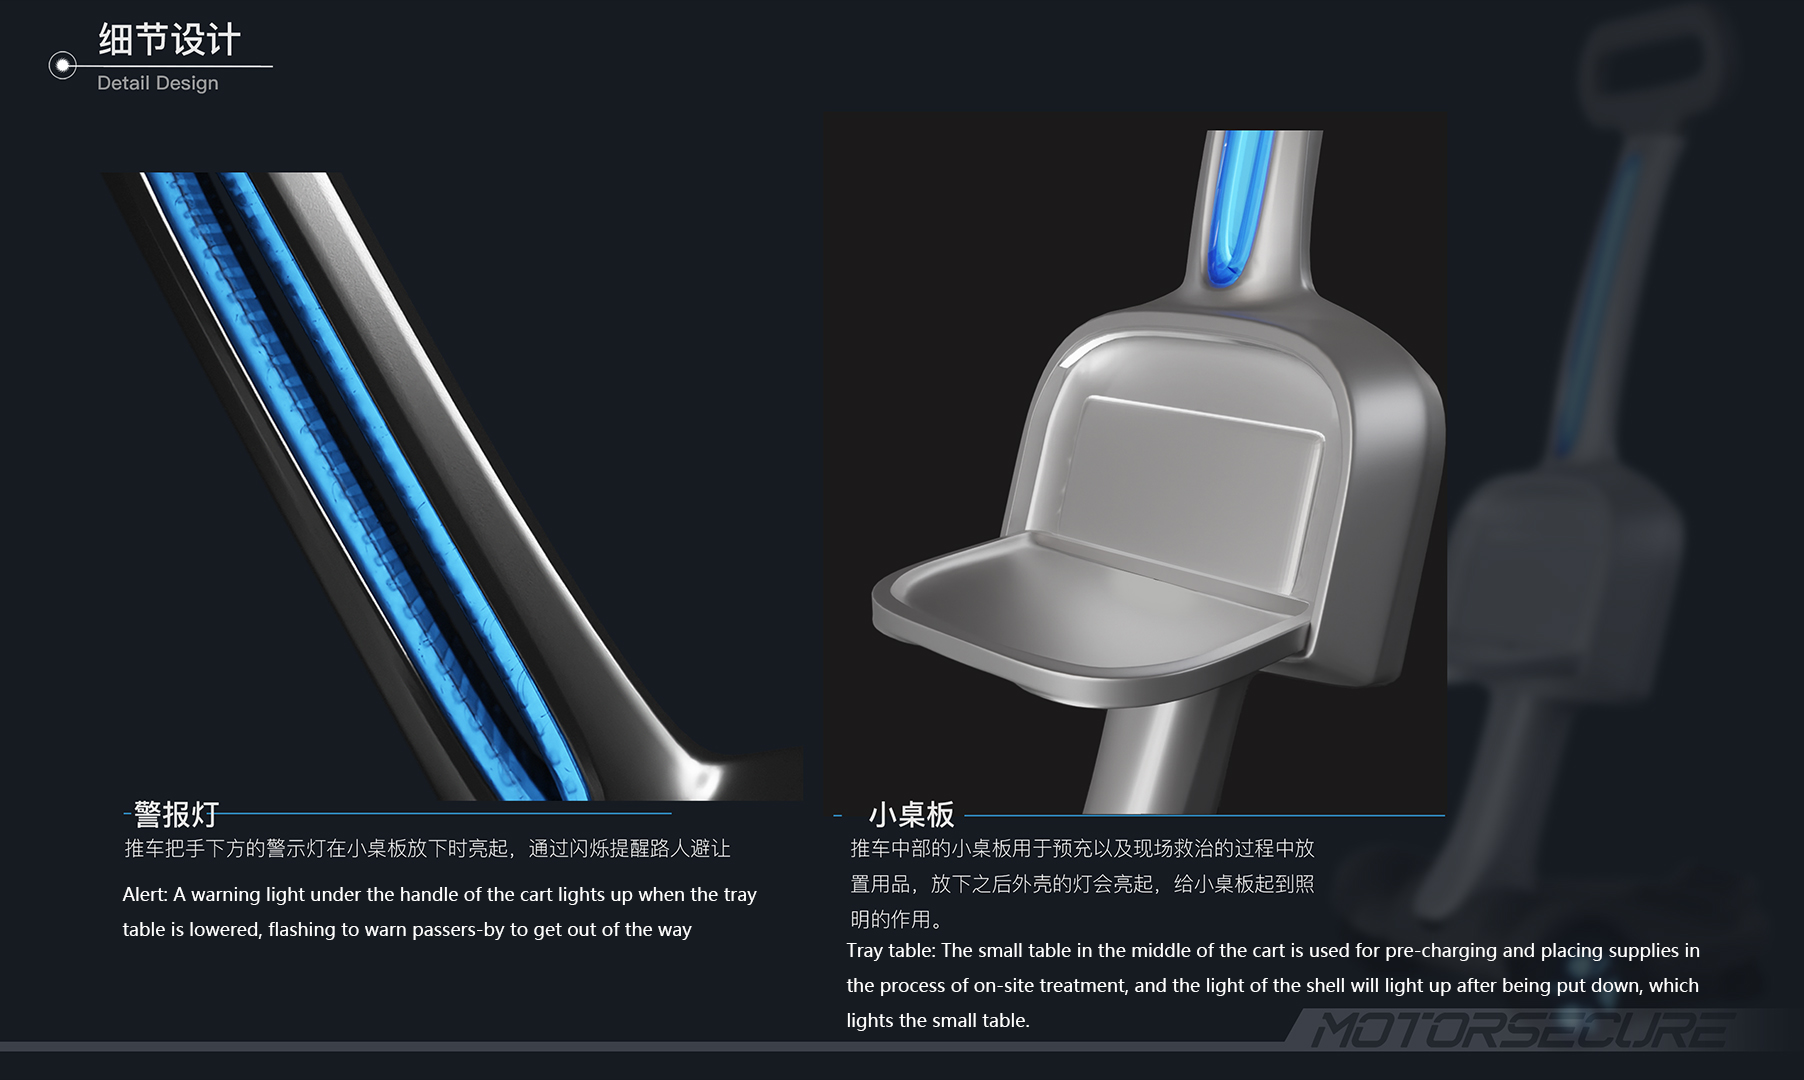 细节设计
Detail Design
警报灯
推车把手下方的警示灯在小桌板放下时亮起，通过闪烁提醒路人避让
Alert: A warning light under the handle of the cart lights up when the tray
table is lowered, flashing to warn passers-by to get out of the way
小桌板
推车中部的小桌板用于预充以及现场救治的过程中放
置用品，放下之后外壳的灯会亮起，给小桌板起到照
明的作用。
Tray table: The small table in the middle of the cart is used for pre-charging and placing supplies in
the process of on-site treatment, and the light of the shell will light up after being put down, which
lights the small table.
MOTORSECURE